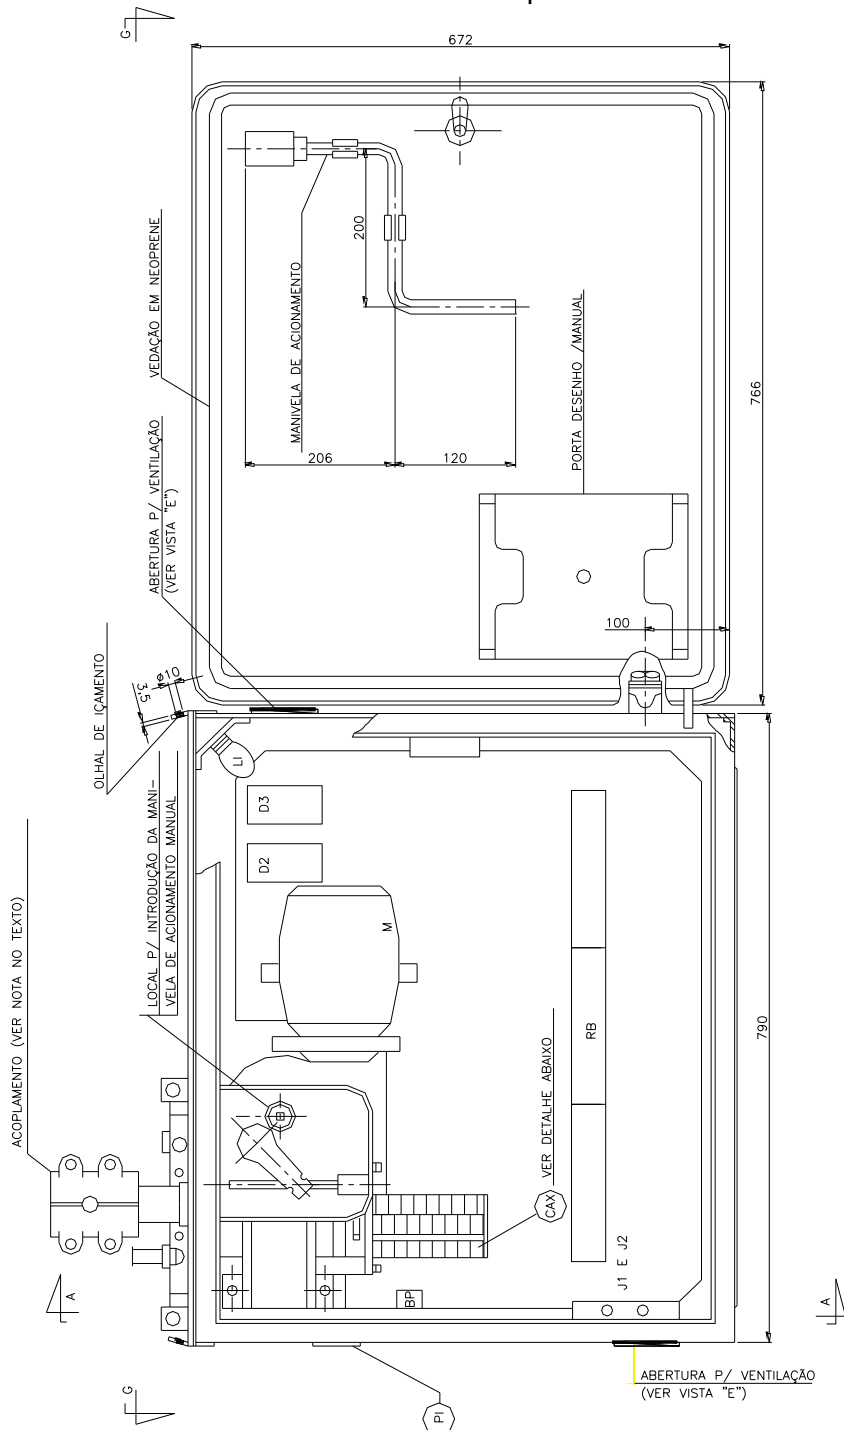 G
672
200
MANIVELA DE ACIONAMENTO
VEDAÇÃO EM NEOPRENE
206
120
766
PORTA DESENHO /MANUAL
ABERTURA P/ VENTILAÇÃO
(VER VISTA "E")
100
ø10
3,5
OLHAL DE IÇAMENTO
LI
D3
D2
LOCAL P/ INTRODUÇÃO DA MANI-
VELA DE ACIONAMENTO MANUAL
ACOPLAMENTO (VER NOTA NO TEXTO)
M
RB
790
VER DETALHE ABAIXO
CAX
J1 E J2
BP
A
A
ABERTURA P/ VENTILAÇÃO
(VER VISTA "E")
G
PI